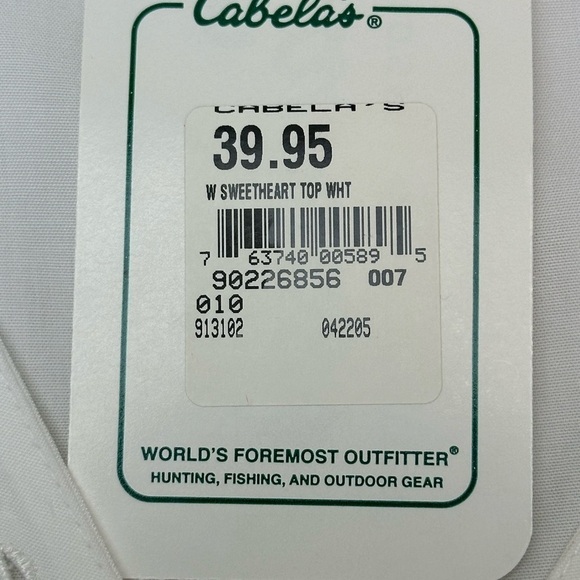 Cabela's®
CABELA'S
39.95
W SWEETHEART TOP WHT
7 63740 00589 5
90226856 007
010
913102 042205
WORLD'S FOREMOST OUTFITTER®
HUNTING, FISHING, AND OUTDOOR GEAR